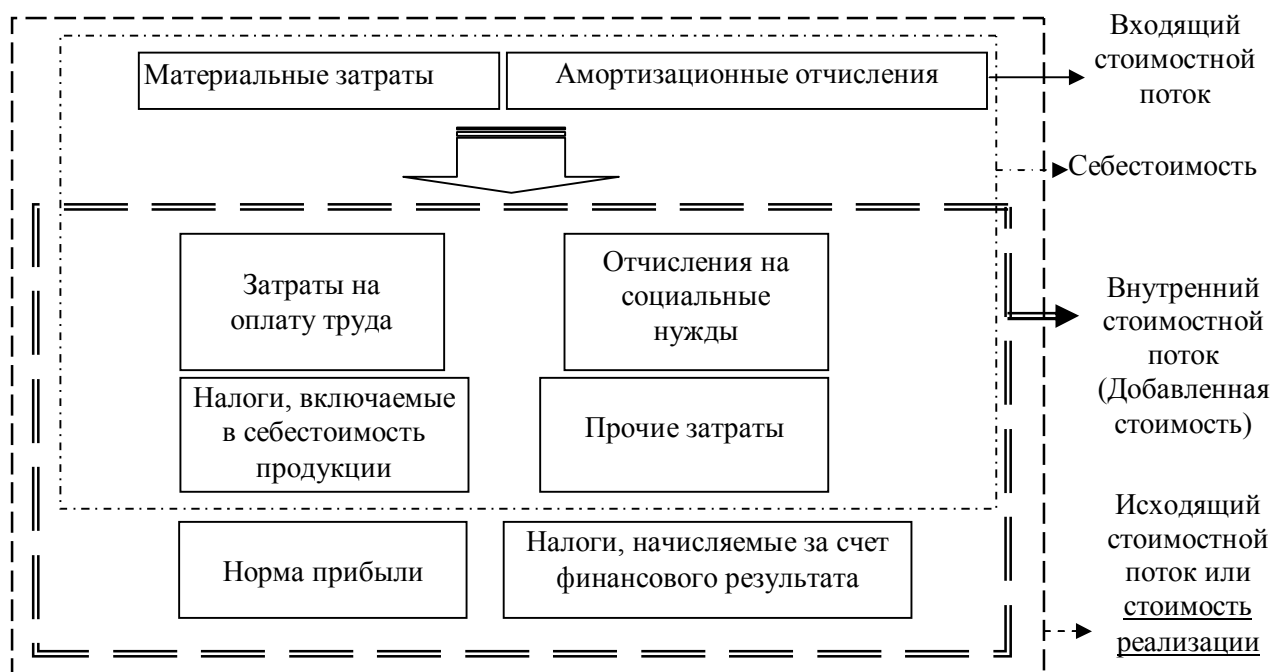 Материальные затраты
Амортизационные отчисления
Входящий
стоимостной
поток
Себестоимость
Затраты на
оплату труда
Отчисления на
социальные
нужды
Внутренний
стоимостной
поток
(Добавленная
стоимость)
Налоги, включаемые
в себестоимость
продукции
Прочие затраты
Норма прибыли
Налоги, начисляемые за счет
финансового результата
Исходящий
стоимостной
поток или
стоимость
реализации